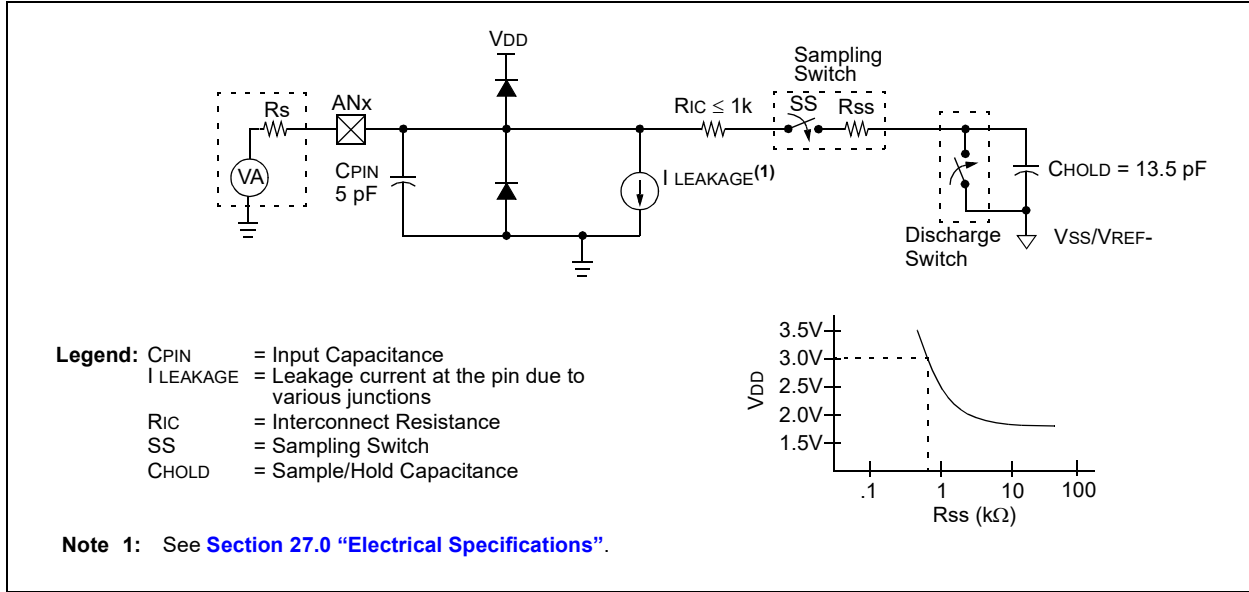 VDD
Sampling
Switch
Rs
ANx
RIC ≤ 1k
SS
Rss
VA
CPIN
5 pF
I LEAKAGE(1)
CHOLD = 13.5 pF
Discharge
Switch
VSS/VREF-
Legend: CPIN = Input Capacitance
I LEAKAGE = Leakage current at the pin due to
various junctions
RIC = Interconnect Resistance
SS = Sampling Switch
CHOLD = Sample/Hold Capacitance
VDD
3.5V
3.0V
2.5V
2.0V
1.5V
.1 1 10 100
Rss (kΩ)
Note 1: See Section 27.0 “Electrical Specifications”.